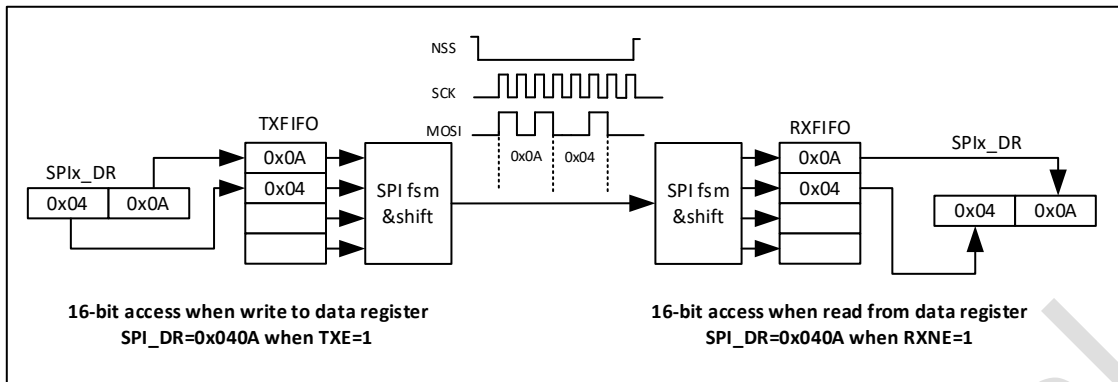 NSS
SCK
MOSI
0x0A 0x04
TXFIFO
0x0A
0x04
SPIx_DR
0x04 0x0A
SPI fsm
&shift
SPI fsm
&shift
RXFIFO
0x0A
0x04
SPIx_DR
0x04 0x0A
16-bit access when write to data register
SPI_DR=0x040A when TXE=1
16-bit access when read from data register
SPI_DR=0x040A when RXNE=1